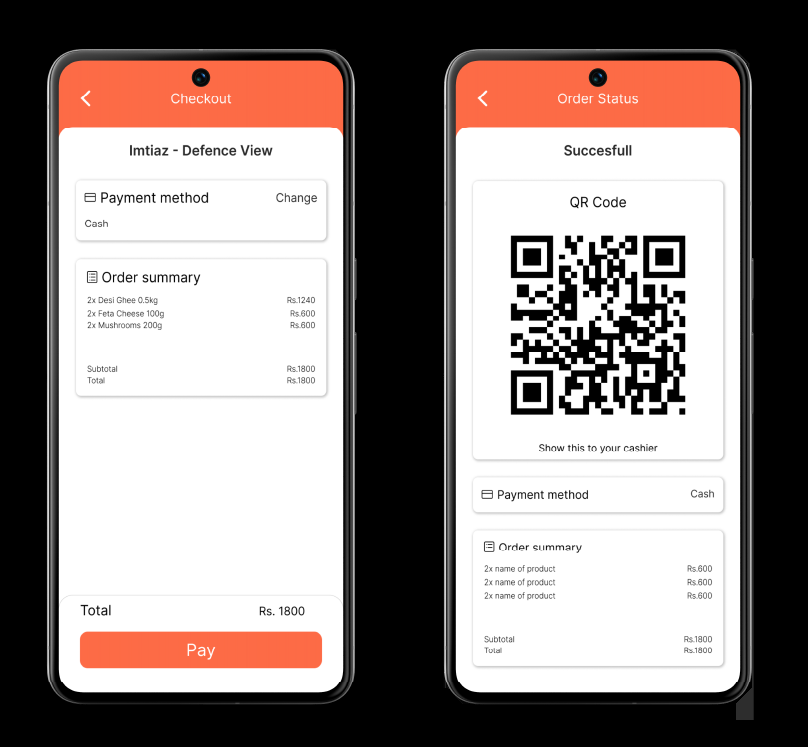 Checkout
Imtiaz - Defence View
Payment method Change
Cash
Order summary
2x Desi Ghee 0.5kg Rs.1240
2x Feta Cheese 100g Rs.600
2x Mushrooms 200g Rs.600
Subtotal Rs.1800
Total Rs.1800
Total Rs. 1800
Pay
Order Status
Succesfull
QR Code
Show this to your cashier
Payment method Cash
Order summary
2x name of product Rs.600
2x name of product Rs.600
2x name of product Rs.600
Subtotal Rs.1800
Total Rs.1800